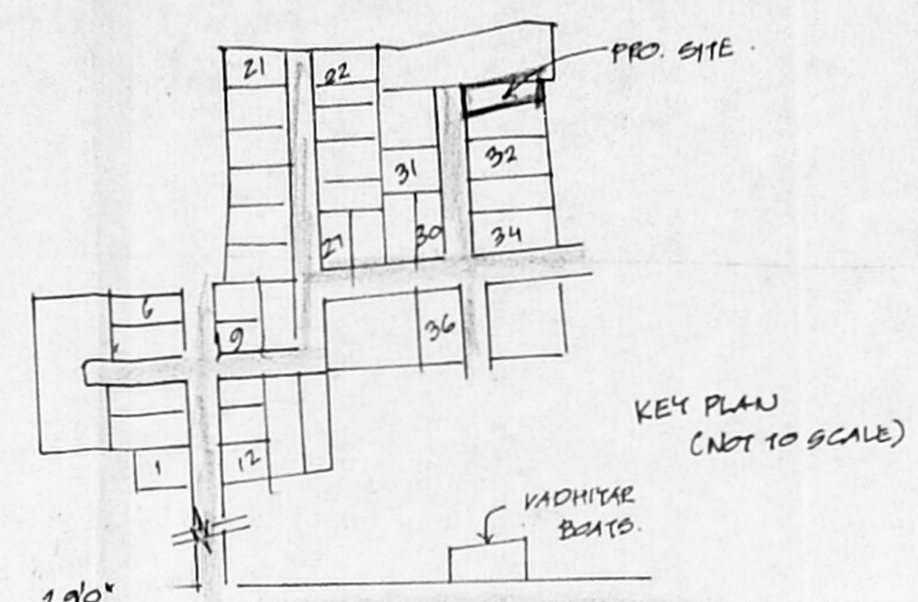 21
22
PRO. SITE.
31
32
27
30
34
6
9
36
KEY PLAN
(NOT TO SCALE)
1
12
VADHIYAR
BOATS.